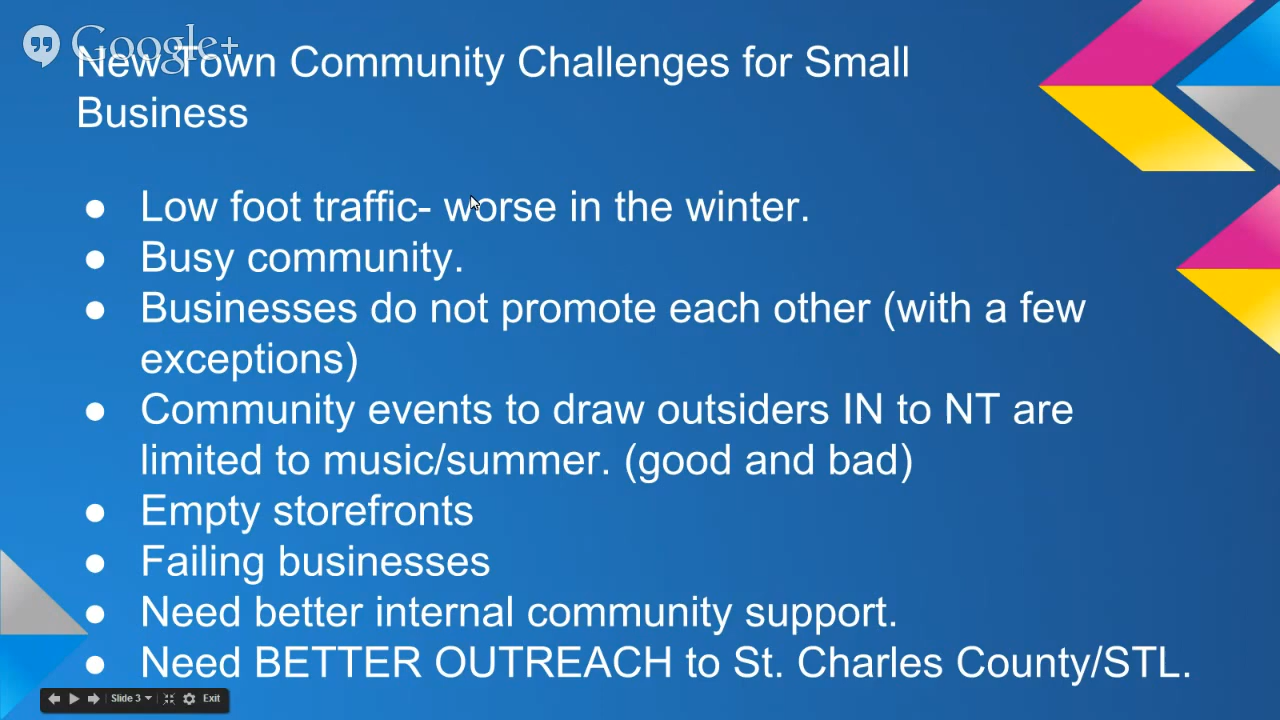 Google+
New Town Community Challenges for Small
Business
● Low foot traffic- worse in the winter.
● Busy community.
● Businesses do not promote each other (with a few
exceptions)
● Community events to draw outsiders IN to NT are
limited to music/summer. (good and bad)
● Empty storefronts
● Failing businesses
● Need better internal community support.
● Need BETTER OUTREACH to St. Charles County/STL.
Slide 3 Exit